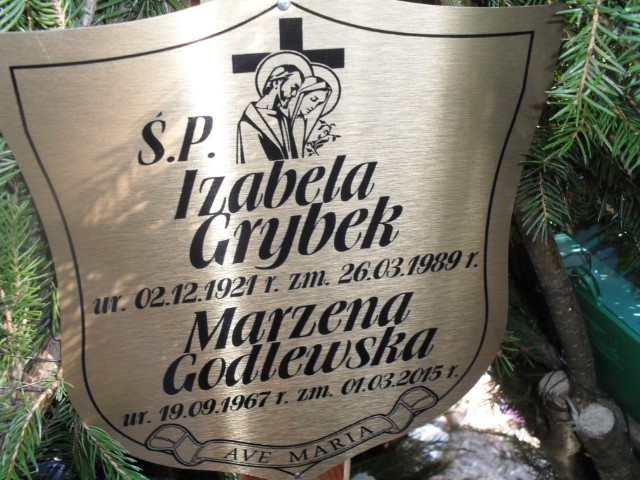 Ś.P.
Izabela
Grybek
ur. 02.12.1921 r. zm. 26.03.1989 r.
Marzena
Godlewska
ur. 19.09.1967 r. zm. 01.03.2015 r.
AVE MARIA